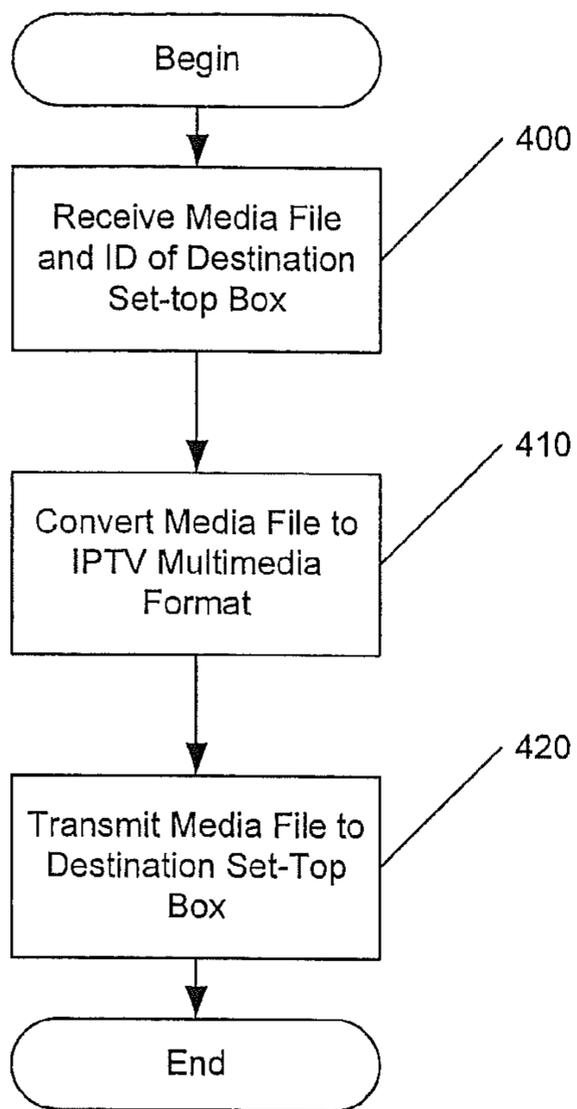 Begin
400
Receive Media File
and ID of Destination
Set-top Box
410
Convert Media File to
IPTV Multimedia
Format
420
Transmit Media File to
Destination Set-Top
Box
End